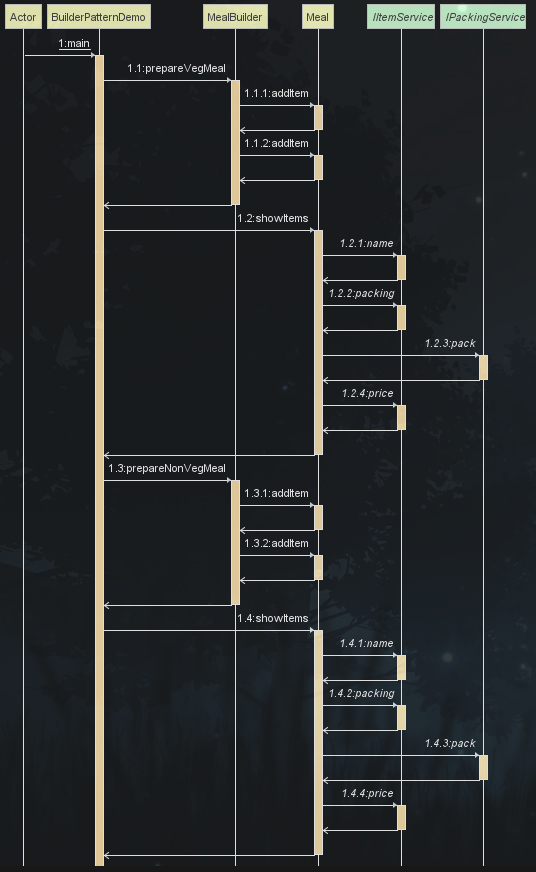 Actor
BuilderPatternDemo
MealBuilder
Meal
IItemService
IPackingService
1:main
1.1:prepareVegMeal
1.1.1:addItem
1.1.2:addItem
1.2:showItems
1.2.1:name
1.2.2:packing
1.2.3:pack
1.2.4:price
1.3:prepareNonVegMeal
1.3.1:addItem
1.3.2:addItem
1.4:showItems
1.4.1:name
1.4.2:packing
1.4.3:pack
1.4.4:price